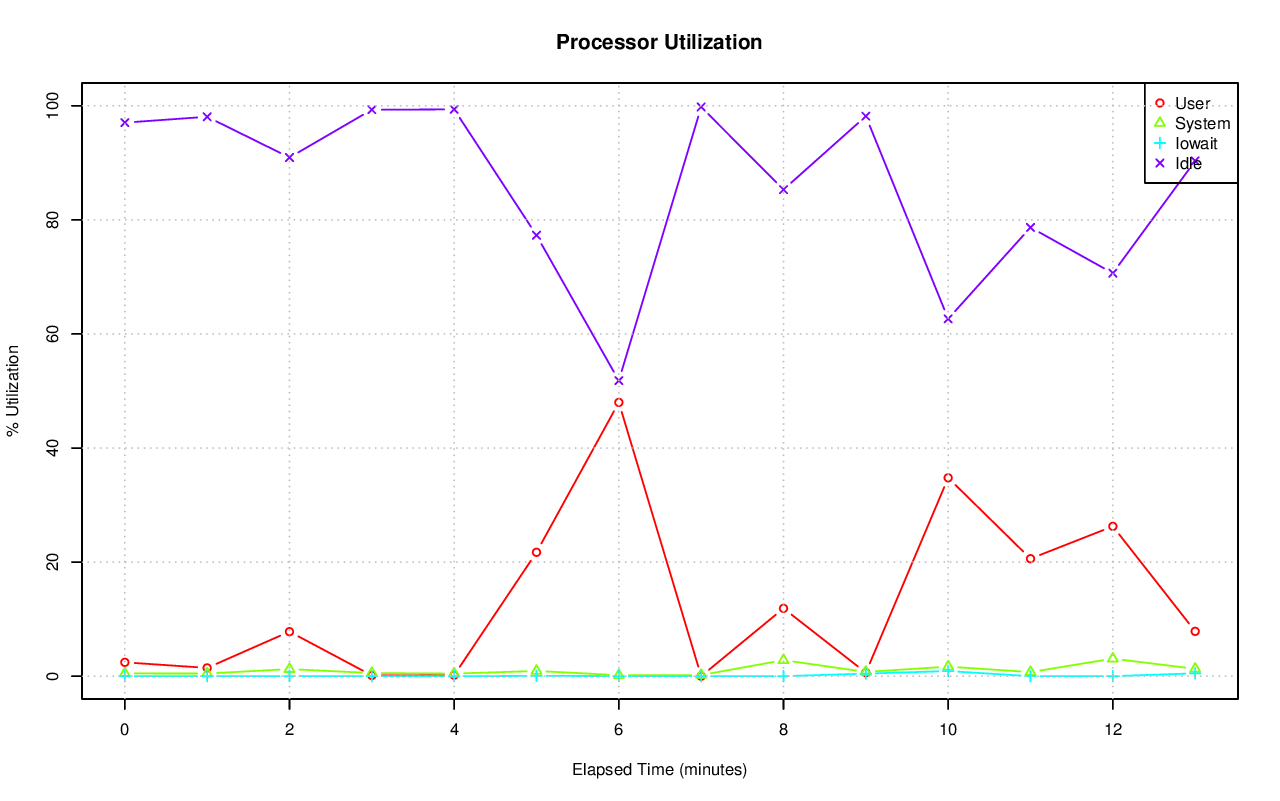 Processor Utilization
% Utilization
100
80
60
40
20
0
User
System
Iowait
Idle
0 2 4 6 8 10 12
Elapsed Time (minutes)